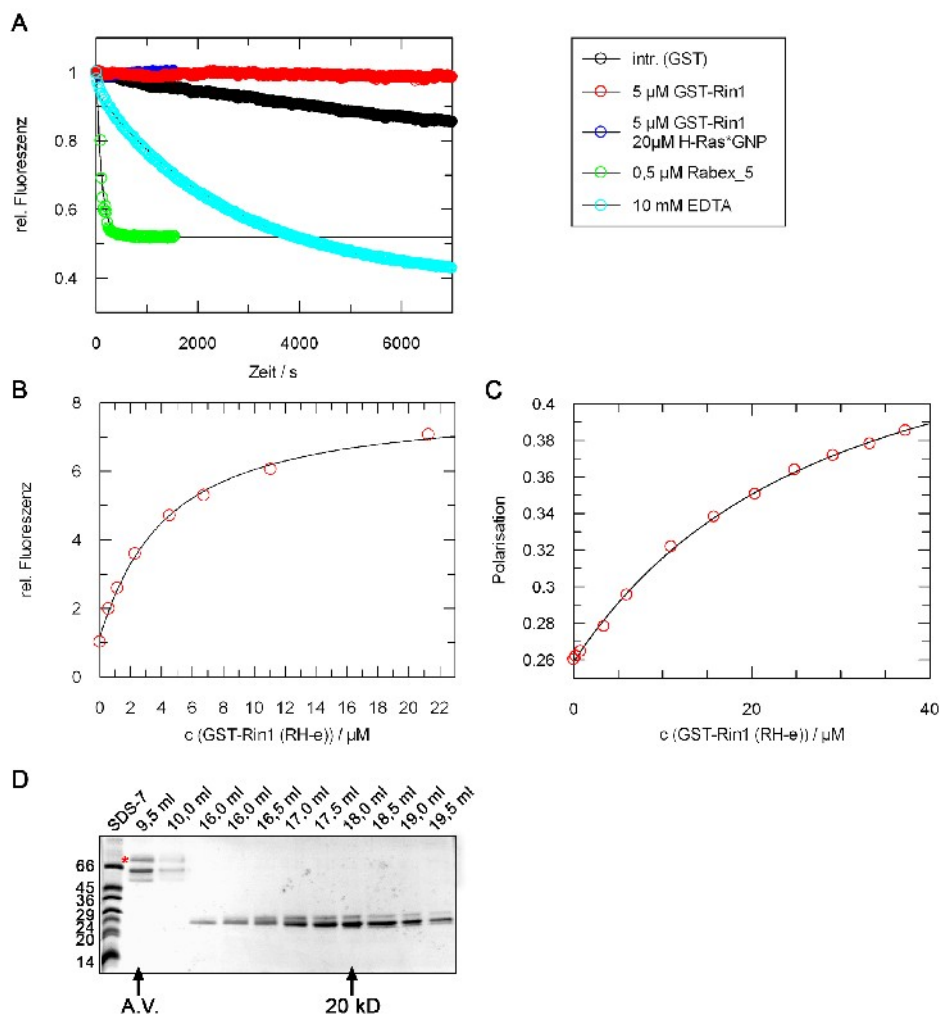 A
rel. Fluoreszenz
1
0.8
0.6
0.4
0
2000
4000
6000
Zeit / s
intr. (GST)
5 µM GST-Rin1
5 µM GST-Rin1
20µM H-Ras*GNP
0,5 µM Rabex_5
10 mM EDTA
B
rel. Fluoreszenz
8
6
4
2
0
0 2 4 6 8 10 12 14 16 18 20 22
c (GST-Rin1 (RH-e)) / µM
C
Polarisation
0.4
0.38
0.36
0.34
0.32
0.3
0.28
0.26
0
20
40
c (GST-Rin1 (RH-e)) / µM
D
SDS-7
9,5 ml
10,0 ml
16.0 ml
16.0 ml
16,5 ml
17,0 ml
17,5 ml
18,0 ml
18,5 ml
19,0 ml
19,5 ml
*
66
45
36
29
24
20
14
A.V.
20 kD